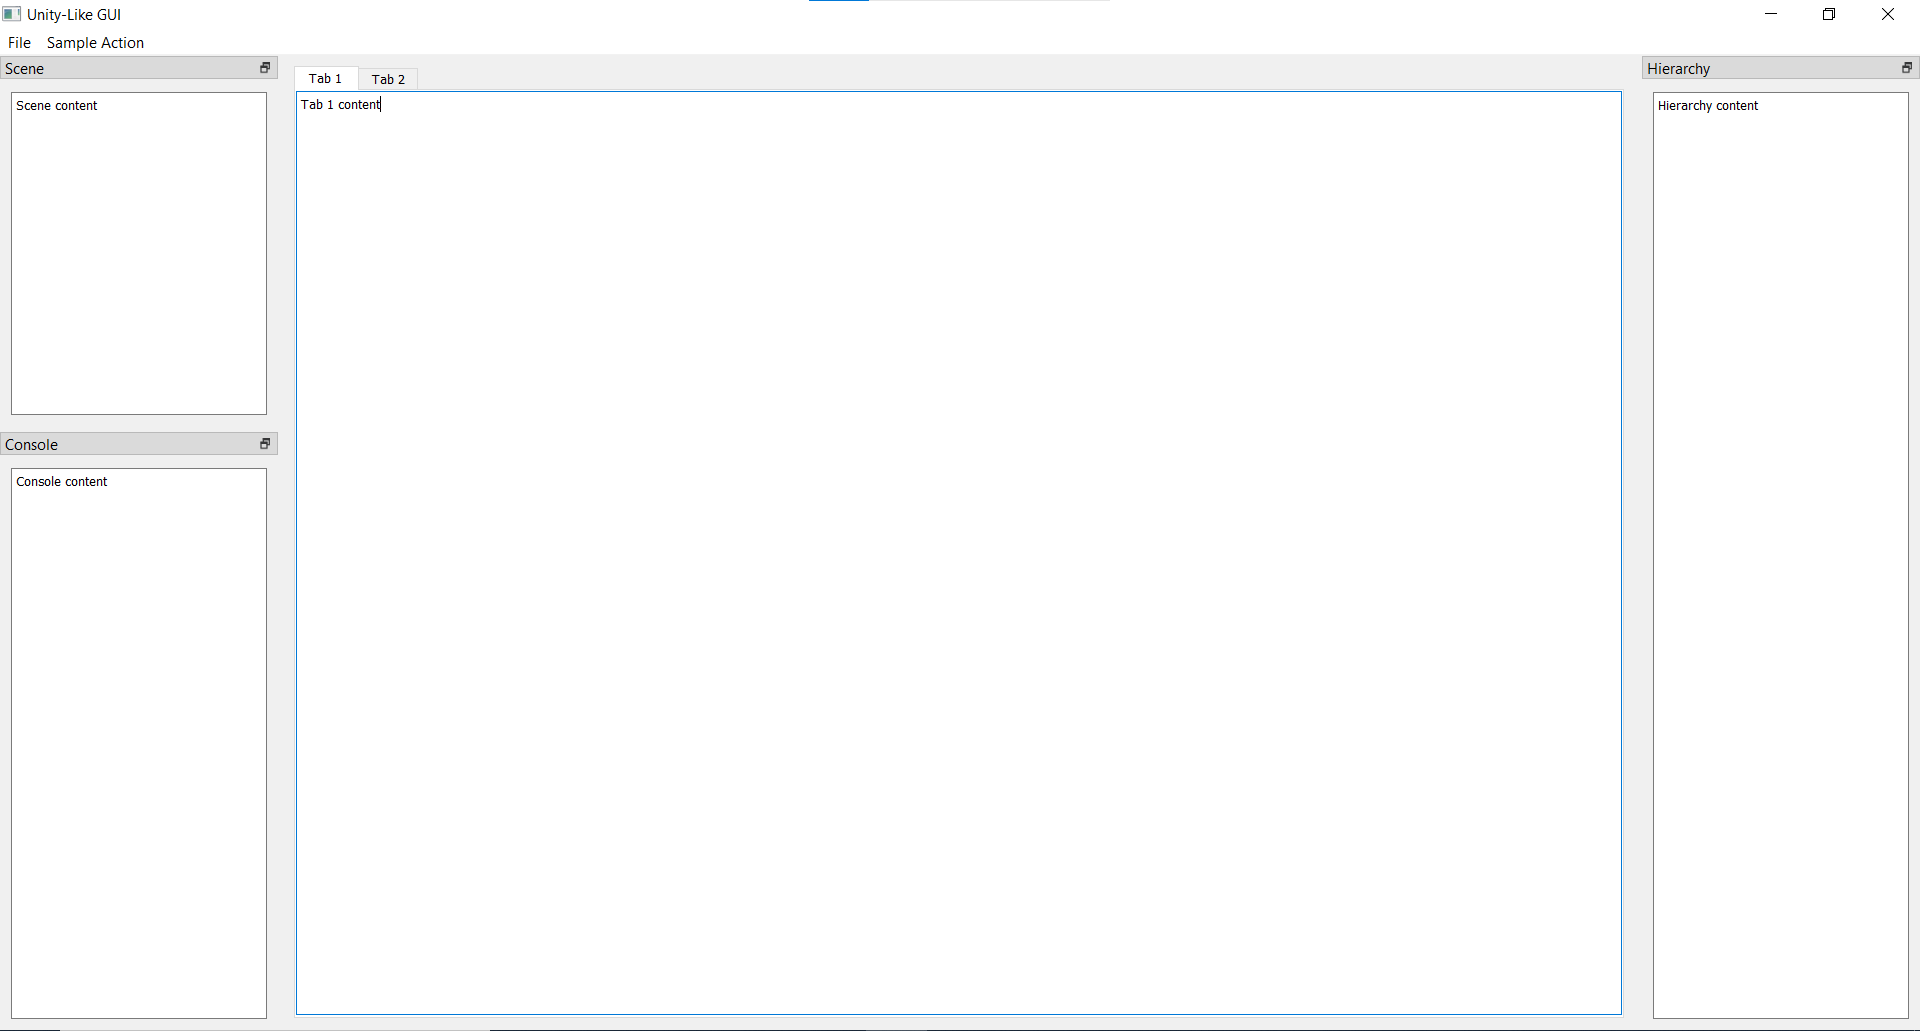 Unity-Like GUI
File Sample Action
Scene
Scene content
Console
Console content
Tab 1 Tab 2
Tab 1 content
Hierarchy
Hierarchy content